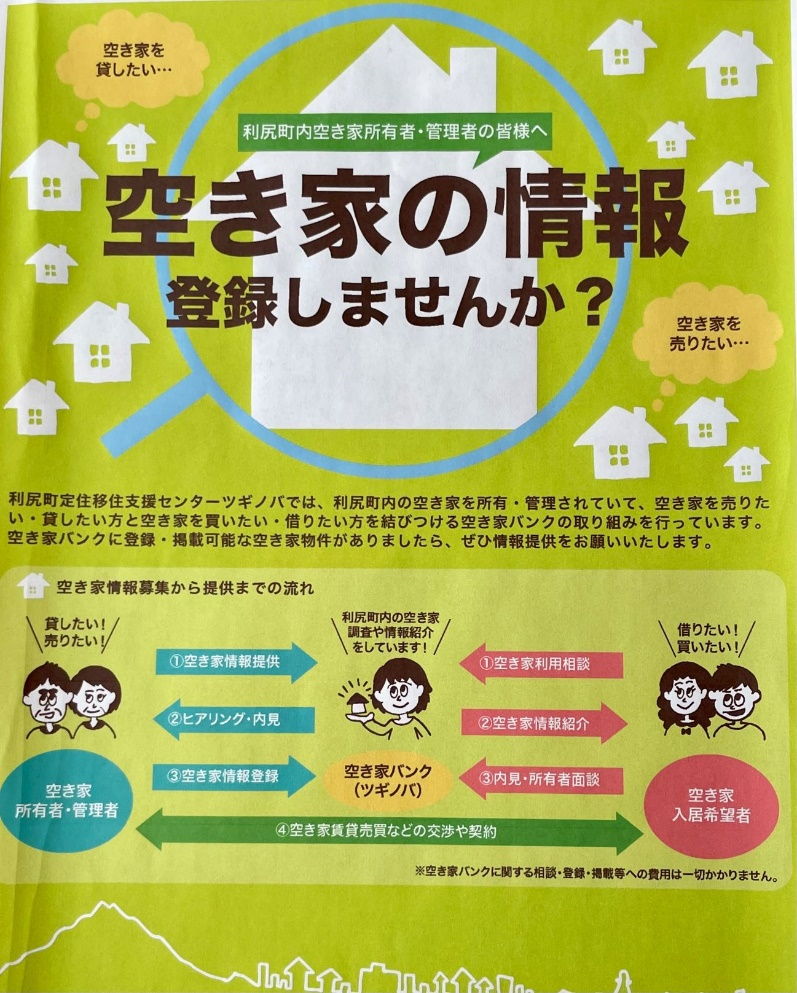 空き家を
貸したい…
利尻町内空き家所有者・管理者の皆様へ
空き家の情報
登録しませんか？
空き家を
売りたい…
利尻町定住移住支援センターツギノバでは、利尻町内の空き家を所有・管理されていて、空き家を売りた
い・貸したい方と空き家を買いたい・借りたい方を結びつける空き家バンクの取り組みを行っています。
空き家バンクに登録・掲載可能な空き家物件がありましたら、ぜひ情報提供をお願いいたします。
空き家情報募集から提供までの流れ
貸したい！
売りたい！
利尻町内の空き家
調査や情報紹介
をしています！
借りたい！
買いたい！
①空き家情報提供
①空き家利用相談
②ヒアリング・内見
②空き家情報紹介
③空き家情報登録
③内見・所有者面談
空き家
所有者・管理者
空き家バンク
（ツギノバ）
空き家
入居希望者
④空き家賃貸売買などの交渉や契約
※空き家バンクに関する相談・登録・掲載等への費用は一切かかりません。